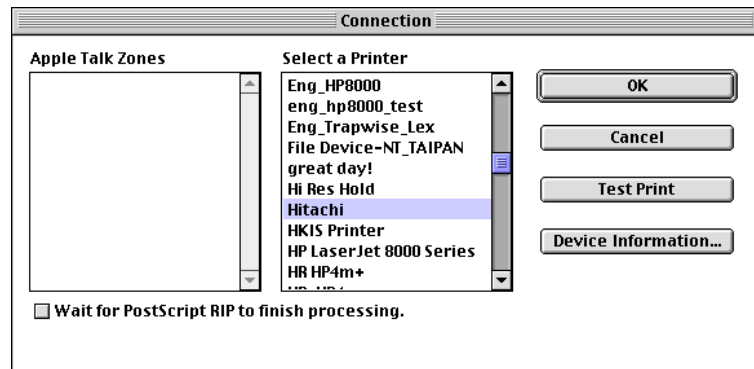 Connection
Apple Talk Zones
Select a Printer
Eng_HP8000
eng_hp8000_test
Eng_Trapwise_Lex
File Device-NT_TAIPAN
great day!
Hi Res Hold
Hitachi
HKIS Printer
HP LaserJet 8000 Series
HR HP4m+
OK
Cancel
Test Print
Device Information...
Wait for PostScript RIP to finish processing.